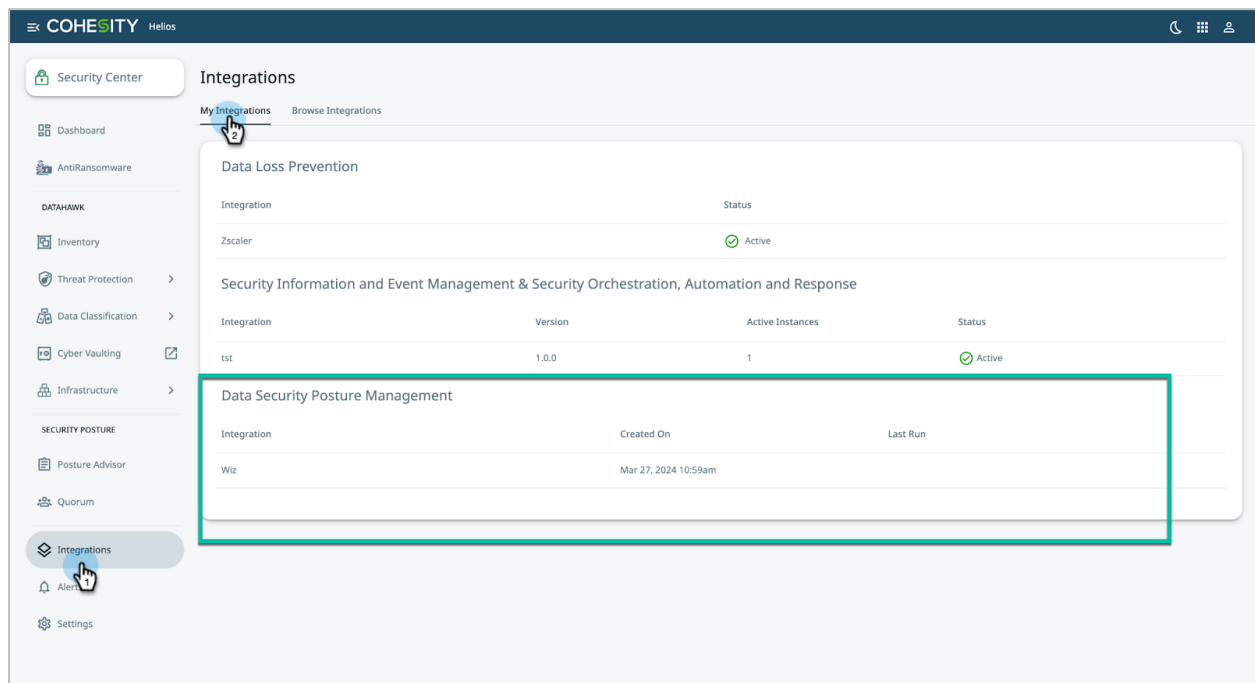 COHESITY Helios
Security Center
Dashboard
AntiRansomware
DATAHAWK
Inventory
Threat Protection
Data Classification
Cyber Vaulting
Infrastructure
SECURITY POSTURE
Posture Advisor
Quorum
Integrations
1
Alert
Settings
Integrations
My Integrations Browse Integrations
2
Data Loss Prevention
Integration Status
Zscaler Active
Security Information and Event Management & Security Orchestration, Automation and Response
Integration Version Active Instances Status
tst 1.0.0 1 Active
Data Security Posture Management
Integration Created On Last Run
Wiz Mar 27, 2024 10:59am